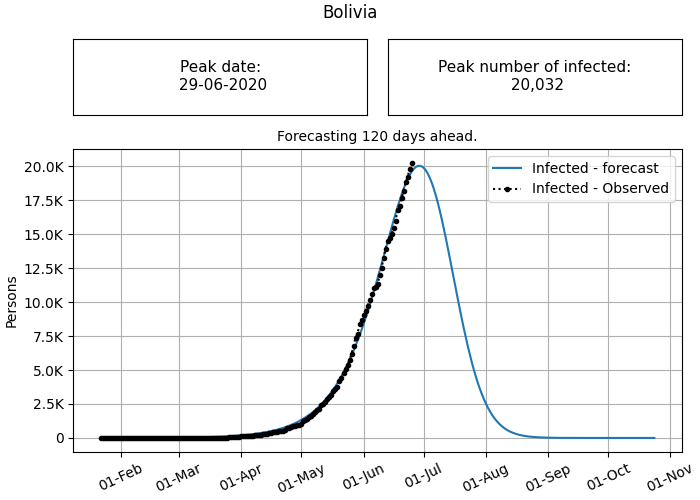 Bolivia
Peak date:
29-06-2020
Peak number of infected:
20,032
Forecasting 120 days ahead.
Infected - forecast
Infected - Observed
Persons
20.0K
17.5K
15.0K
12.5K
10.0K
7.5K
5.0K
2.5K
0
01-Feb
01-Mar
01-Apr
01-May
01-Jun
01-Jul
01-Aug
01-Sep
01-Oct
01-Nov